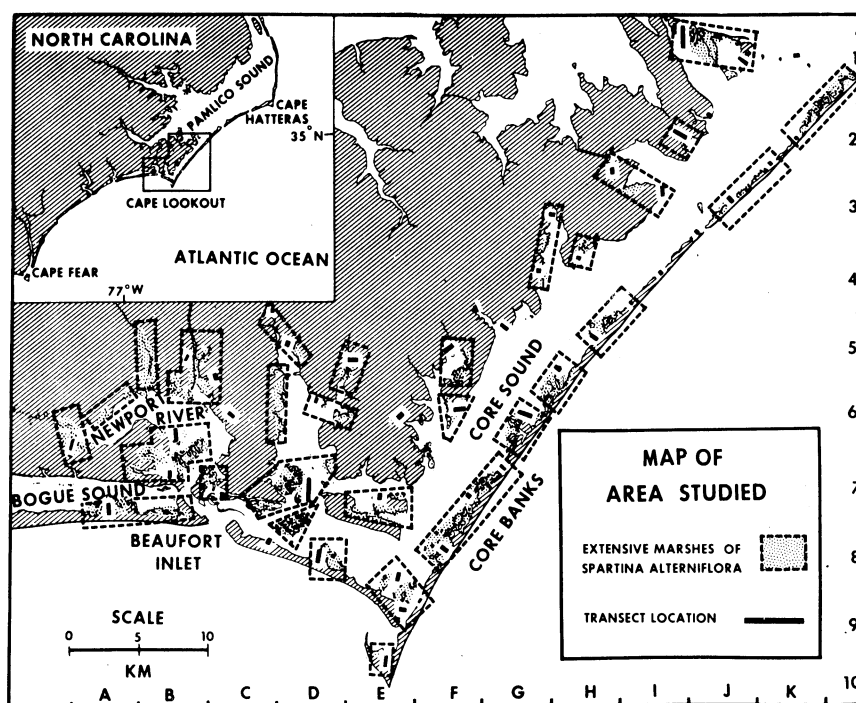 NORTH CAROLINA
PAMLICO SOUND
CAPE
HATTERAS
35°N
CAPE LOOKOUT
ATLANTIC OCEAN
CAPE FEAR
77°W
2
3
4
5
6
7
8
9
10
CORE SOUND
NEWPORT
RIVER
BOGUE SOUND
BEAUFORT
INLET
CORE BANKS
MAP OF
AREA STUDIED
EXTENSIVE MARSHES OF
SPARTINA ALTERNIFLORA
TRANSECT LOCATION
SCALE
0 5 10
KM
A B C D E F G H I J K